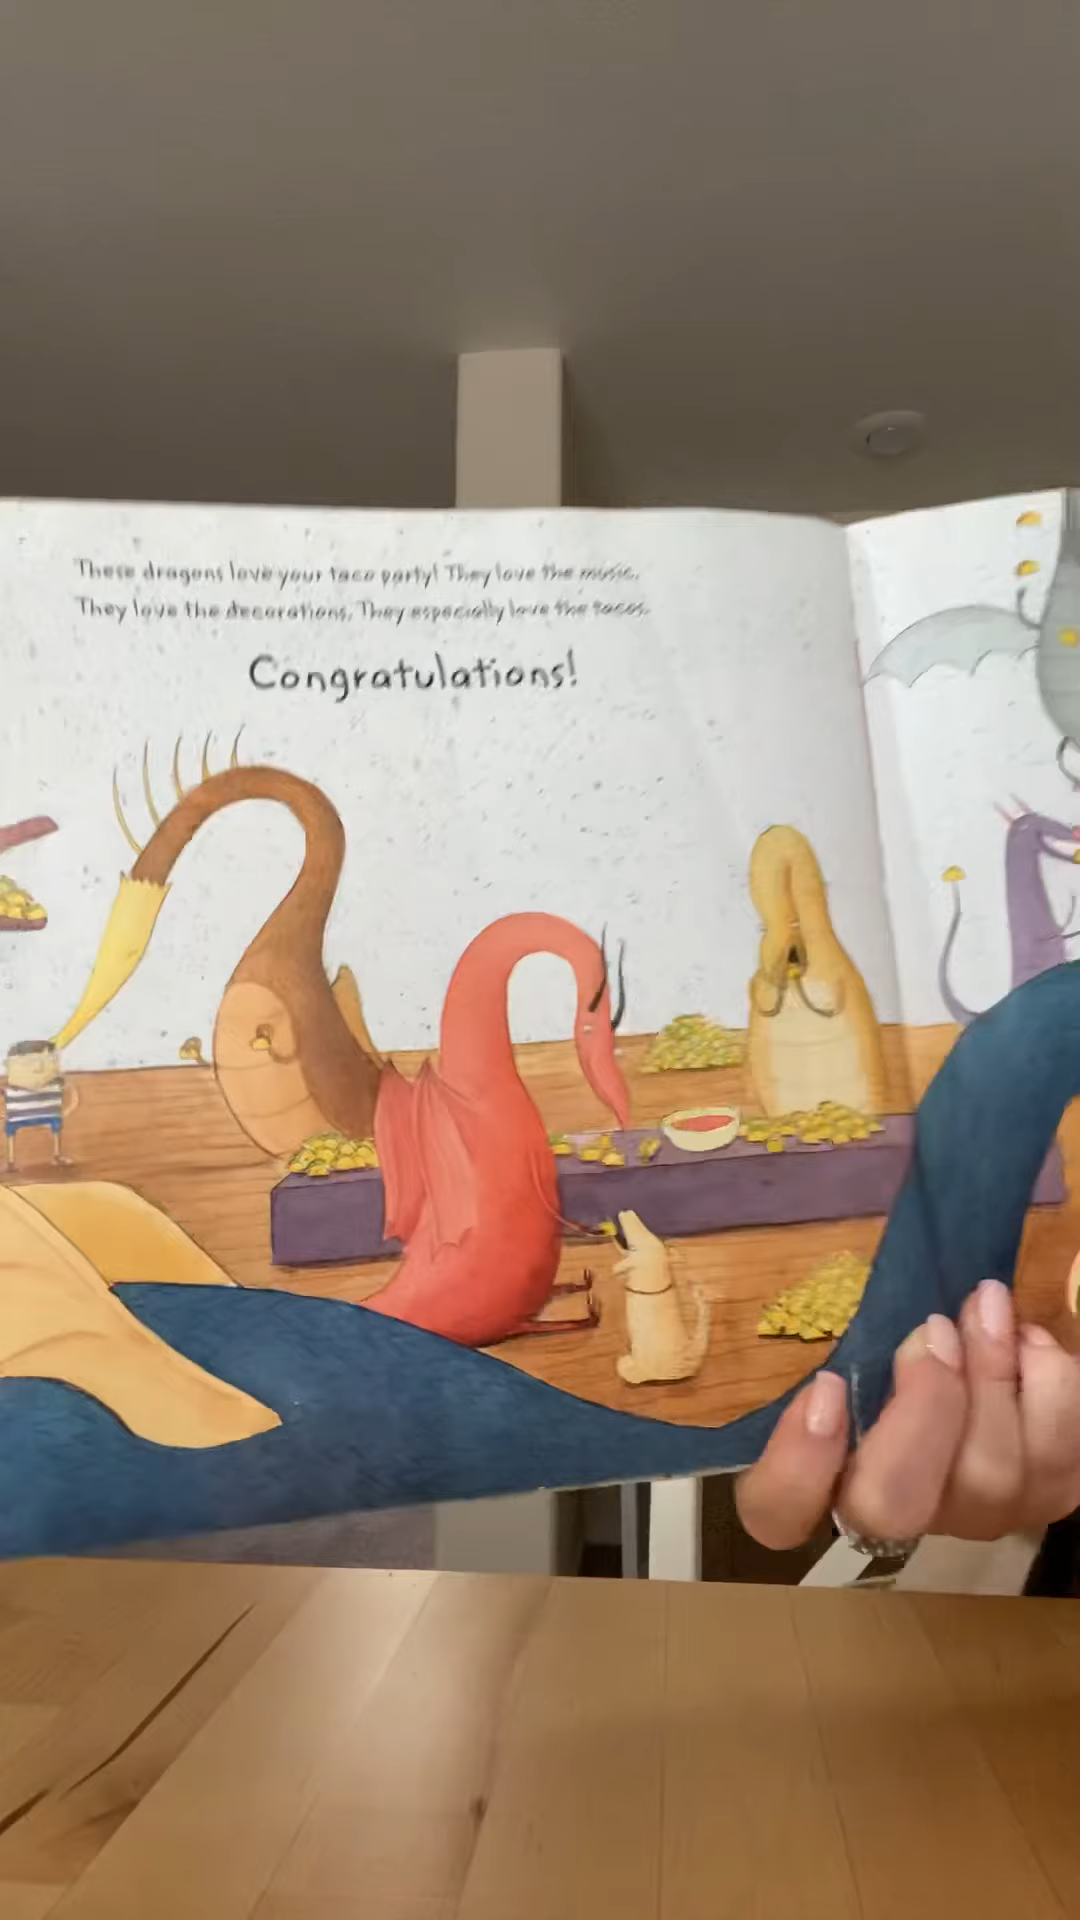 These dragons love your taco party! They love the music.
They love the decorations. They especially love the tacos.
Congratulations!